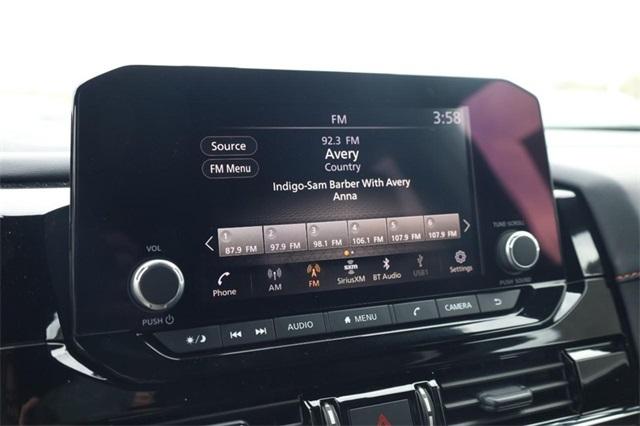 FM
3:58
92.3 FM
Source
Avery
Country
FM Menu
Indigo-Sam Barber With Avery
Anna
1 2 3 4 5 6
87.9 FM 97.9 FM 98.1 FM 106.1 FM 107.9 FM 107.9 FM
TUNE·SCROLL
VOL
Phone
AM
FM
SXM
SiriusXM
BT Audio
USB1
Settings
PUSH
PUSH SOUND
AUDIO
MENU
CAMERA